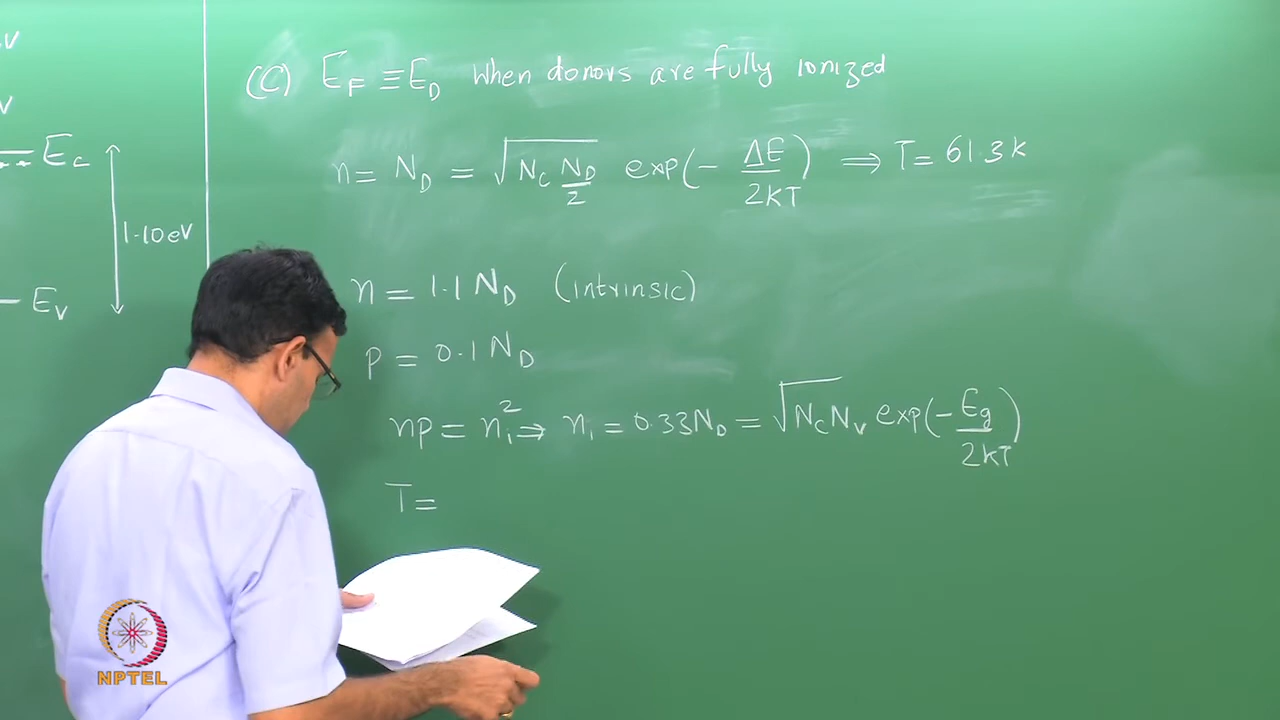 V
V
(C) E_F ≡ E_D When donors are fully ionized
E_C
n = N_D = √(N_C N_D/2) exp(- ΔE/2kT) ⇒ T = 61.3 K
1.10 eV
E_V
n = 1.1 N_D (intrinsic)
p = 0.1 N_D
np = n_i^2 ⇒ n_i = 0.33 N_D = √(N_C N_V) exp(- E_g/2kT)
T =
NPTEL